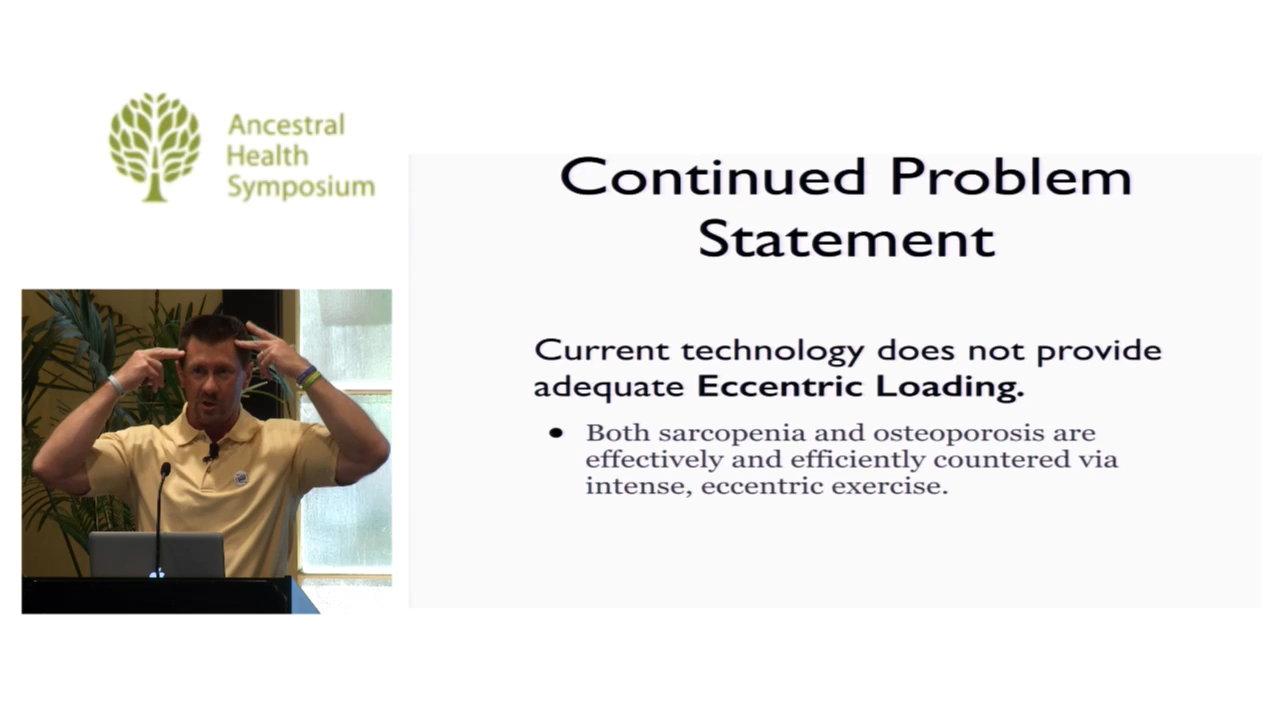 Ancestral
Health
Symposium
Continued Problem
Statement
Current technology does not provide
adequate Eccentric Loading.
• Both sarcopenia and osteoporosis are
effectively and efficiently countered via
intense, eccentric exercise.